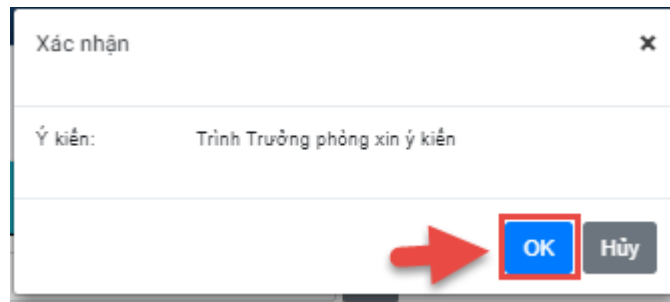 Xác nhận ×
Ý kiến: Trình Trưởng phòng xin ý kiến
OK Hủy